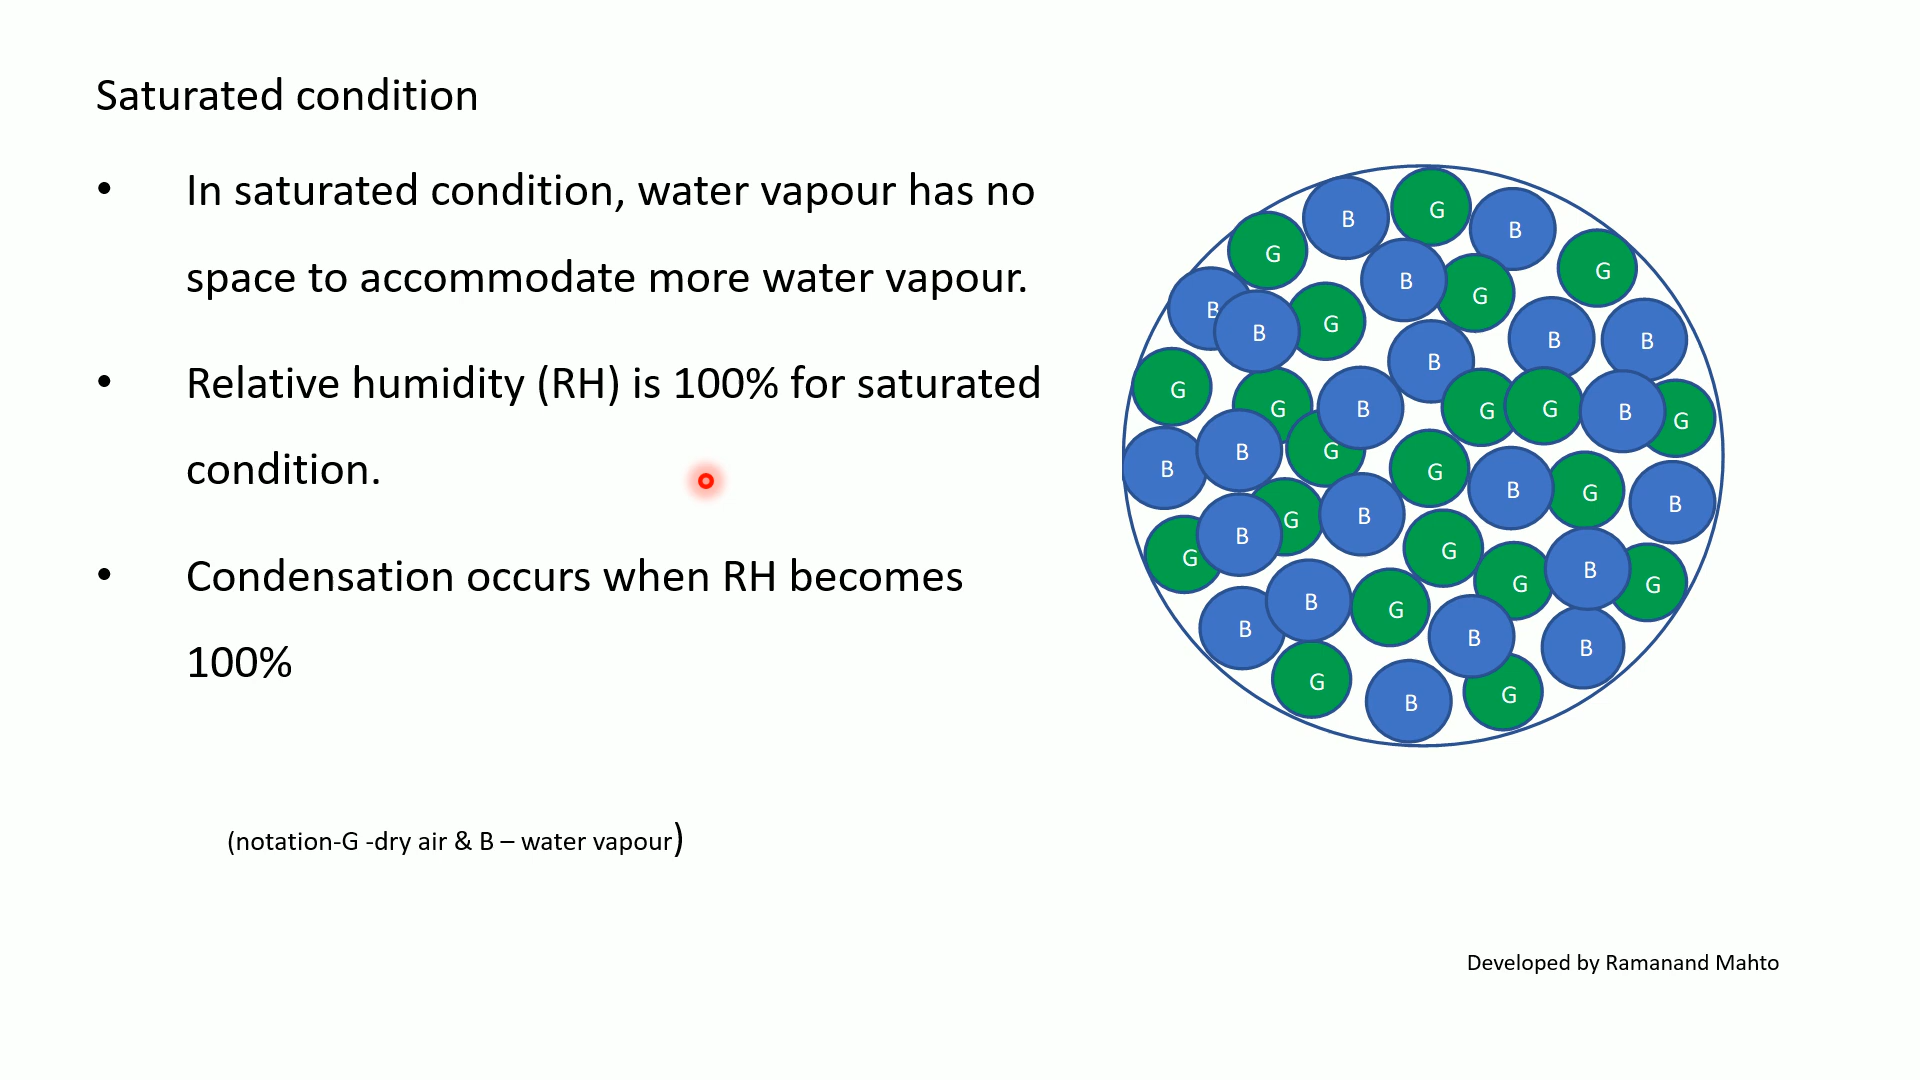 Saturated condition
• In saturated condition, water vapour has no
space to accommodate more water vapour.
• Relative humidity (RH) is 100% for saturated
condition.
• Condensation occurs when RH becomes
100%
(notation-G -dry air & B – water vapour)
B G B
G G
B G
B B G
B B B
G G B G G B G
B B G G B G B
G B G B G
G B G
B B G B B
G B G
Developed by Ramanand Mahto